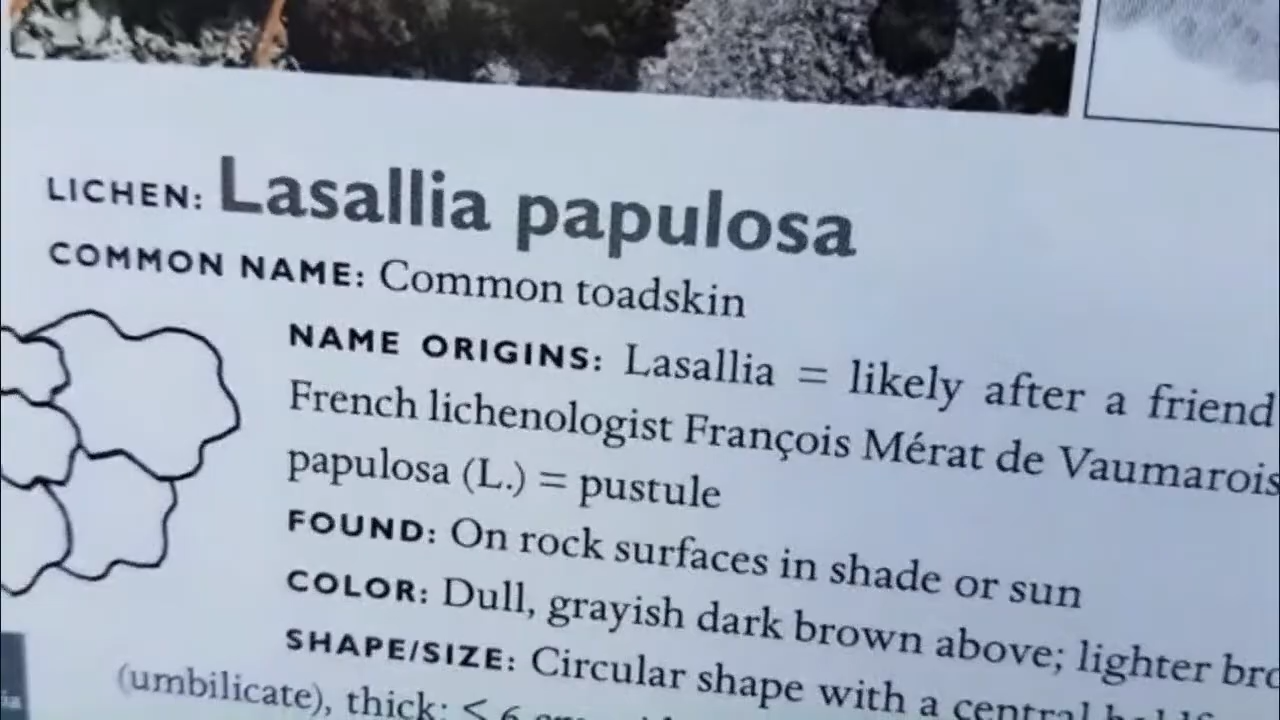 LICHEN: Lasallia papulosa
COMMON NAME: Common toadskin
NAME ORIGINS: Lasallia = likely after a friend
French lichenologist François Mérat de Vaumarois
papulosa (L.) = pustule
FOUND: On rock surfaces in shade or sun
COLOR: Dull, grayish dark brown above; lighter
SHAPE/SIZE: Circular shape with a central
(umbilicate), thick; ≤ 6